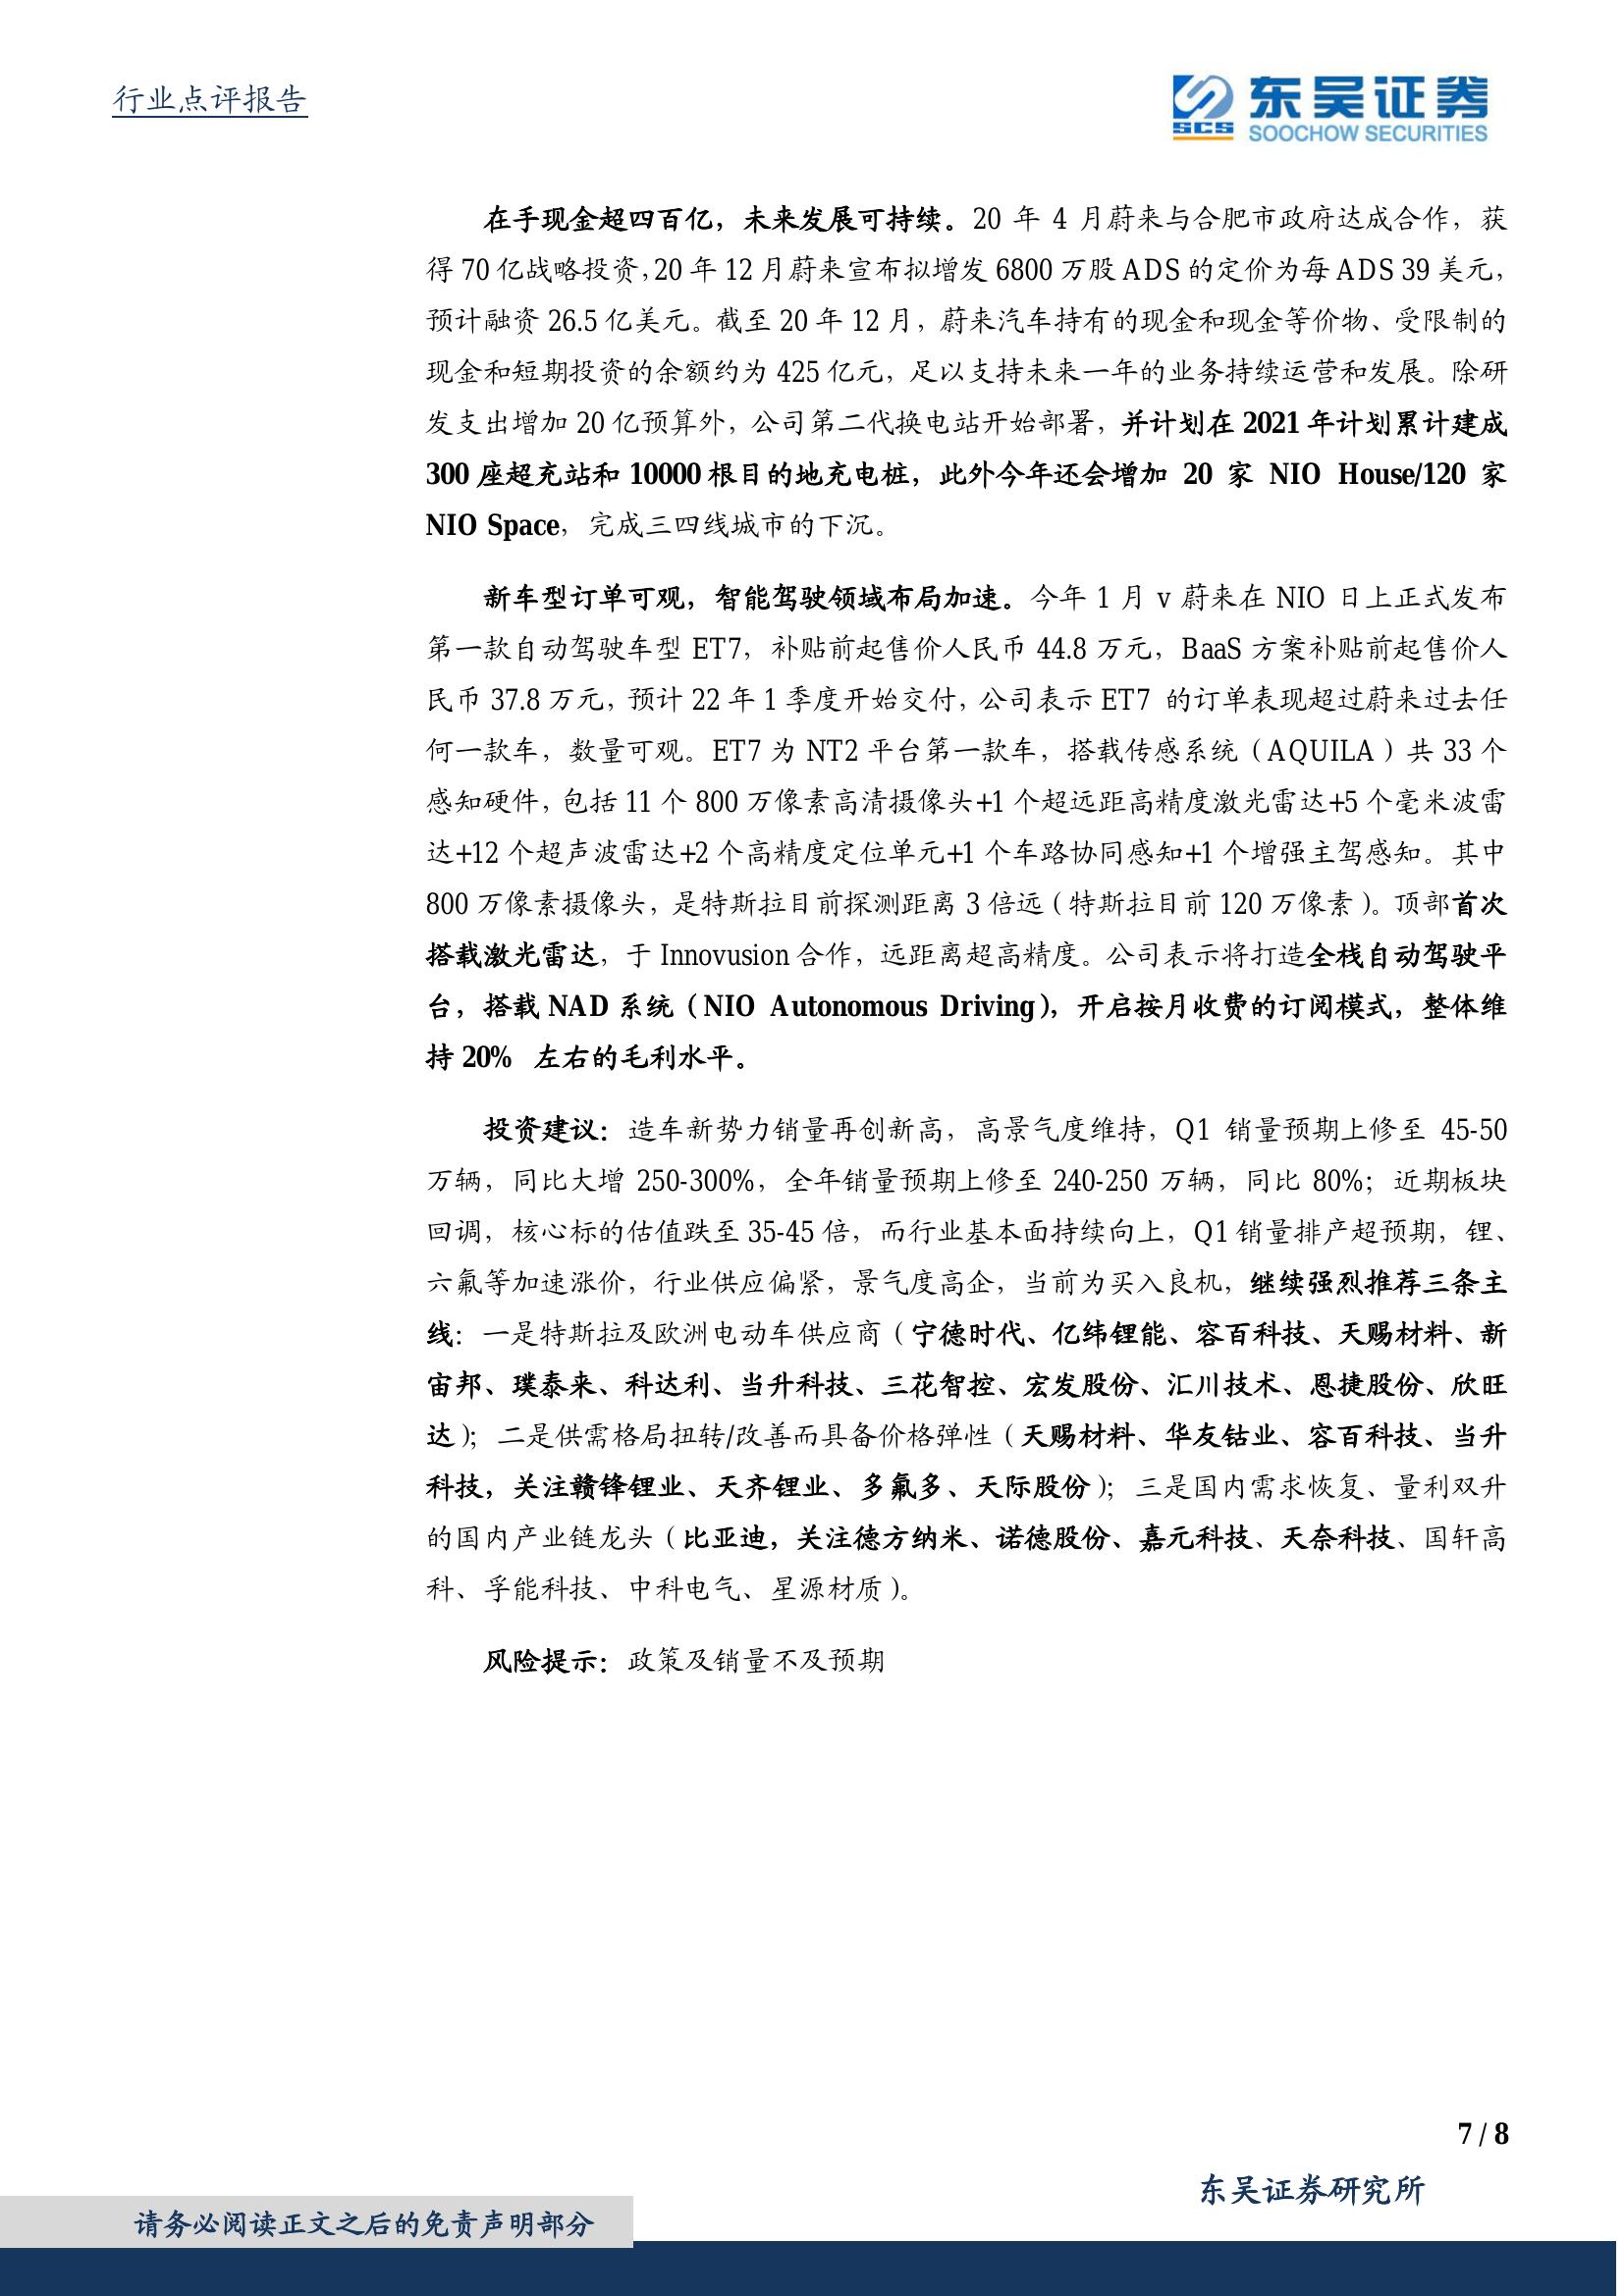 行业点评报告
SCS 东吴证券
SOOCHOW SECURITIES
在手现金超四百亿，未来发展可持续。20 年 4 月蔚来与合肥市政府达成合作，获
得 70 亿战略投资，20 年 12 月蔚来宣布拟增发 6800 万股 ADS 的定价为每 ADS 39 美元，
预计融资 26.5 亿美元。截至 20 年 12 月，蔚来汽车持有的现金和现金等价物、受限制的
现金和短期投资的余额约为 425 亿元，足以支持未来一年的业务持续运营和发展。除研
发支出增加 20 亿预算外，公司第二代换电站开始部署，并计划在 2021 年计划累计建成
300 座超充站和 10000 根目的地充电桩，此外今年还会增加 20 家 NIO House/120 家
NIO Space，完成三四线城市的下沉。
新车型订单可观，智能驾驶领域布局加速。今年 1 月 v 蔚来在 NIO 日上正式发布
第一款自动驾驶车型 ET7，补贴前起售价人民币 44.8 万元，BaaS 方案补贴前起售价人
民币 37.8 万元，预计 22 年 1 季度开始交付，公司表示 ET7 的订单表现超过蔚来过去任
何一款车，数量可观。ET7 为 NT2 平台第一款车，搭载传感系统（AQUILA）共 33 个
感知硬件，包括 11 个 800 万像素高清摄像头+1 个超远距高精度激光雷达+5 个毫米波雷
达+12 个超声波雷达+2 个高精度定位单元+1 个车路协同感知+1 个增强主驾感知。其中
800 万像素摄像头，是特斯拉目前探测距离 3 倍远（特斯拉目前 120 万像素）。顶部首次
搭载激光雷达，于 Innovusion 合作，远距离超高精度。公司表示将打造全栈自动驾驶平
台，搭载 NAD 系统（NIO Autonomous Driving），开启按月收费的订阅模式，整体维
持 20% 左右的毛利水平。
投资建议：造车新势力销量再创新高，高景气度维持，Q1 销量预期上修至 45-50
万辆，同比大增 250-300%，全年销量预期上修至 240-250 万辆，同比 80%；近期板块
回调，核心标的估值跌至 35-45 倍，而行业基本面持续向上，Q1 销量排产超预期，锂、
六氟等加速涨价，行业供应偏紧，景气度高企，当前为买入良机，继续强烈推荐三条主
线：一是特斯拉及欧洲电动车供应商（宁德时代、亿纬锂能、容百科技、天赐材料、新
宙邦、璞泰来、科达利、当升科技、三花智控、宏发股份、汇川技术、恩捷股份、欣旺
达）；二是供需格局扭转/改善而具备价格弹性（天赐材料、华友钴业、容百科技、当升
科技，关注赣锋锂业、天齐锂业、多氟多、天际股份）；三是国内需求恢复、量利双升
的国内产业链龙头（比亚迪，关注德方纳米、诺德股份、嘉元科技、天奈科技、国轩高
科、孚能科技、中科电气、星源材质）。
风险提示：政策及销量不及预期
7 / 8
东吴证券研究所
请务必阅读正文之后的免责声明部分